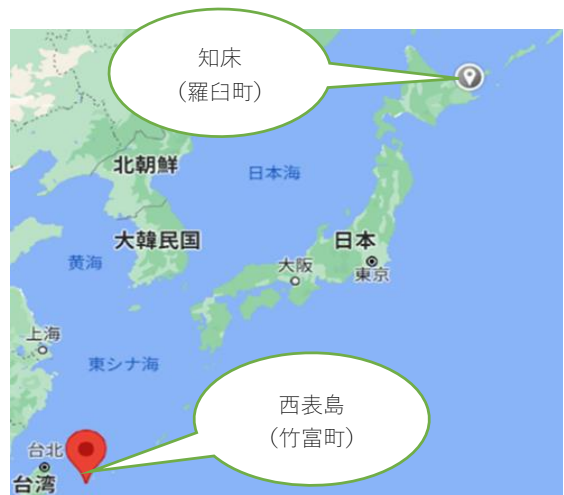 知床
（羅臼町）
北朝鮮
日本海
大韓民国
日本
黄海
大阪
東京
上海
東シナ海
西表島
（竹富町）
台北
台湾